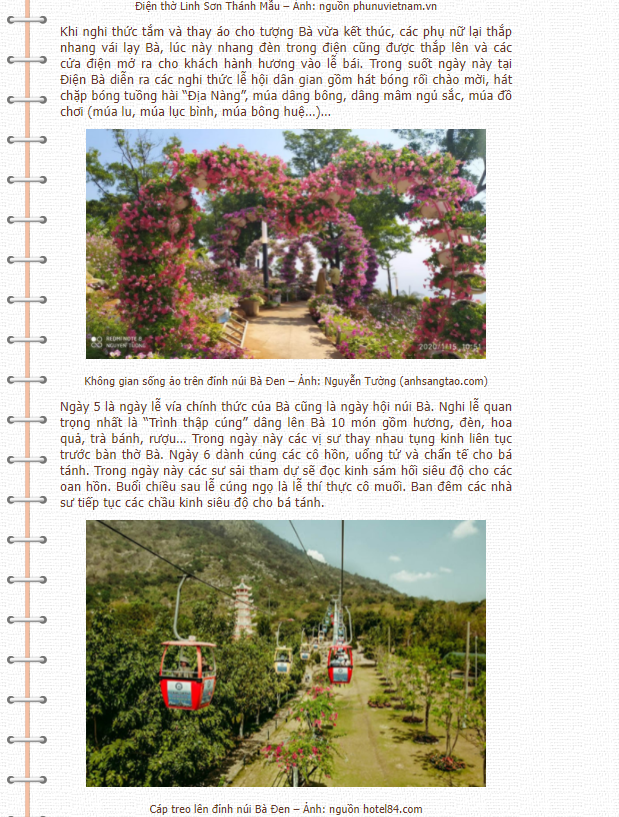 Điện thờ Linh Sơn Thánh Mẫu – Ảnh: nguồn phunuvietnam.vn
Khi nghi thức tắm và thay áo cho tượng Bà vừa kết thúc, các phụ nữ lại thắp
nhang vái lạy Bà, lúc này nhang đèn trong điện cũng được thắp lên và các
cửa điện mở ra cho khách hành hương vào lễ bái. Trong suốt ngày này tại
Điện Bà diễn ra các nghi thức lễ hội dân gian gồm hát bóng rối chào mời, hát
chặp bóng tuồng hài “Địa Nàng”, múa dâng bông, dâng mâm ngủ sắc, múa đồ
chơi (múa lu, múa lục bình, múa bông huệ...)...
REDMI NOTE 8
NGUYEN TUONG
2020/11/15 10:51
Không gian sống ảo trên đỉnh núi Bà Đen – Ảnh: Nguyễn Tường (anhsangtao.com)
Ngày 5 là ngày lễ vía chính thức của Bà cũng là ngày hội núi Bà. Nghi lễ quan
trọng nhất là “Trình thập cúng” dâng lên Bà 10 món gồm hương, đèn, hoa
quả, trà bánh, rượu... Trong ngày này các vị sư thay nhau tụng kinh liên tục
trước bàn thờ Bà. Ngày 6 dành cúng các cô hồn, uổng tử và chẩn tế cho bá
tánh. Trong ngày này các sư sải tham dự sẽ đọc kinh sám hối siêu độ cho các
oan hồn. Buổi chiều sau lễ cúng ngọ là lễ thí thực cô muối. Ban đêm các nhà
sư tiếp tục các chầu kinh siêu độ cho bá tánh.
Cáp treo lên đỉnh núi Bà Đen – Ảnh: nguồn hotel84.com